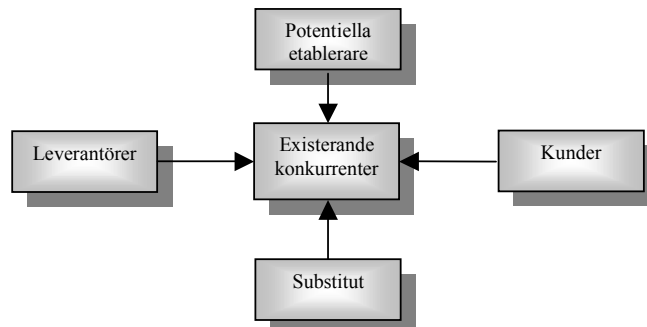 Potentiella
etablerare
Leverantörer
Existerande
konkurrenter
Kunder
Substitut